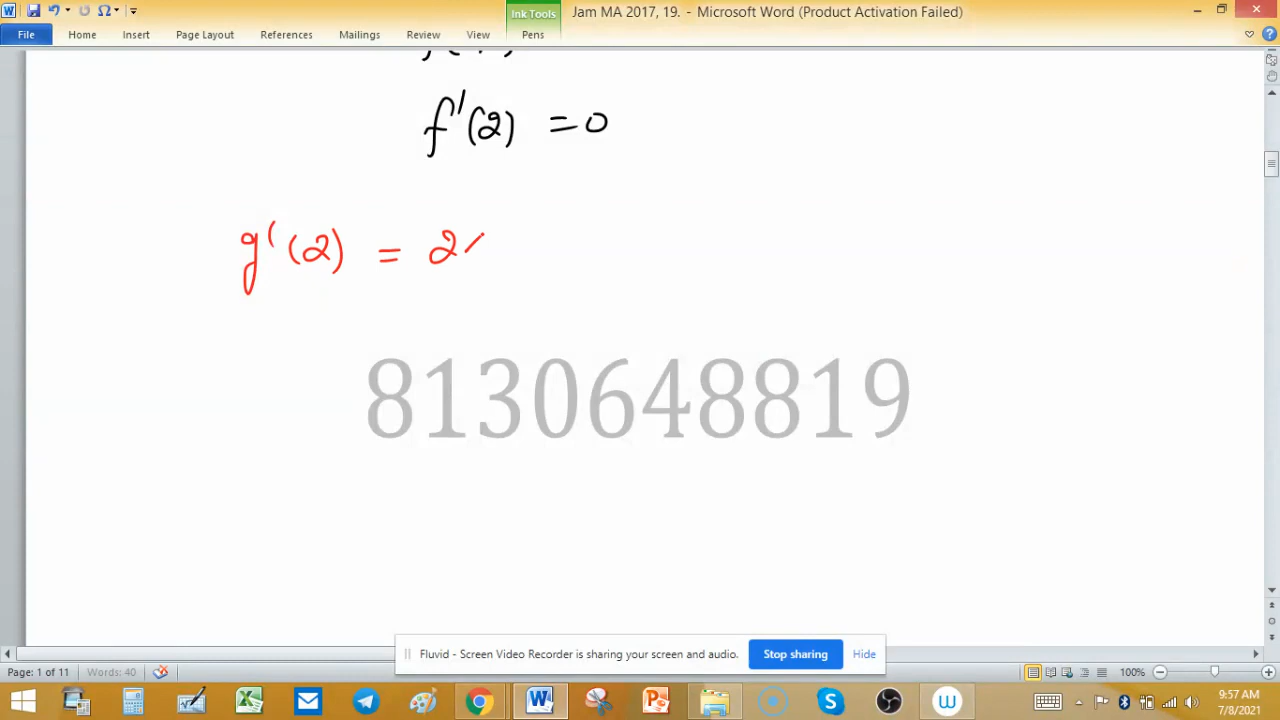 Ink Tools
Jam MA 2017, 19. - Microsoft Word (Product Activation Failed)
File Home Insert Page Layout References Mailings Review View Pens
f'(2) = 0
g'(2) = 2
8130648819
Fluvid - Screen Video Recorder is sharing your screen and audio. Stop sharing Hide
Page: 1 of 11 Words: 40 100%
9:57 AM
7/8/2021